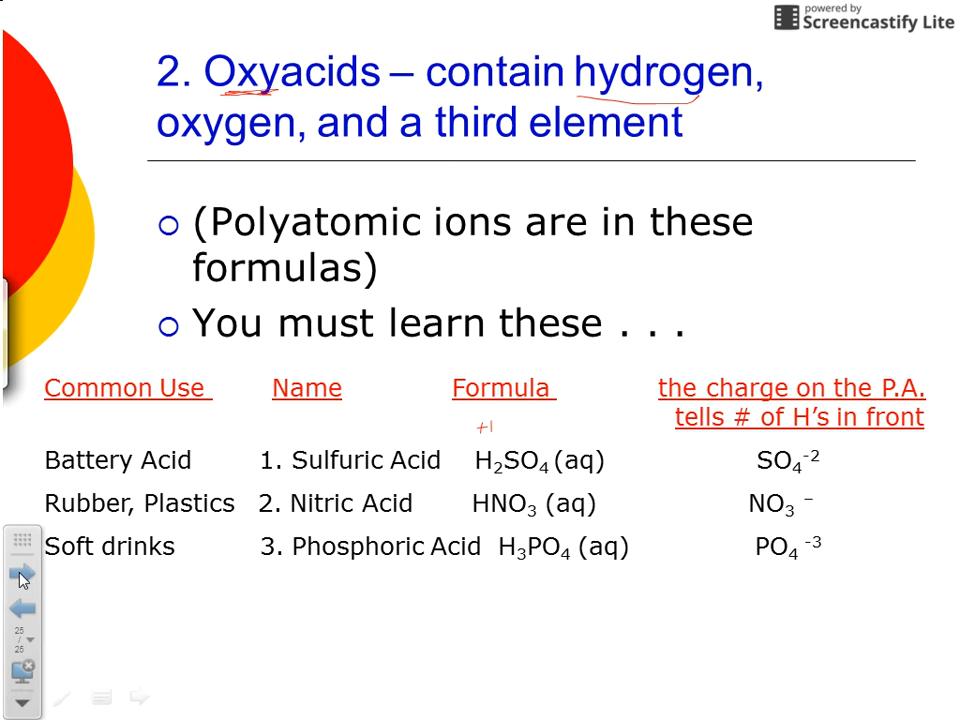 powered by
Screencastify Lite
2. Oxyacids – contain hydrogen,
oxygen, and a third element
(Polyatomic ions are in these
formulas)
You must learn these . . .
Common Use Name Formula the charge on the P.A.
tells # of H's in front
+1
Battery Acid 1. Sulfuric Acid H₂SO₄ (aq) SO₄⁻²
Rubber, Plastics 2. Nitric Acid HNO₃ (aq) NO₃ ⁻
Soft drinks 3. Phosphoric Acid H₃PO₄ (aq) PO₄ ⁻³
25
/
25